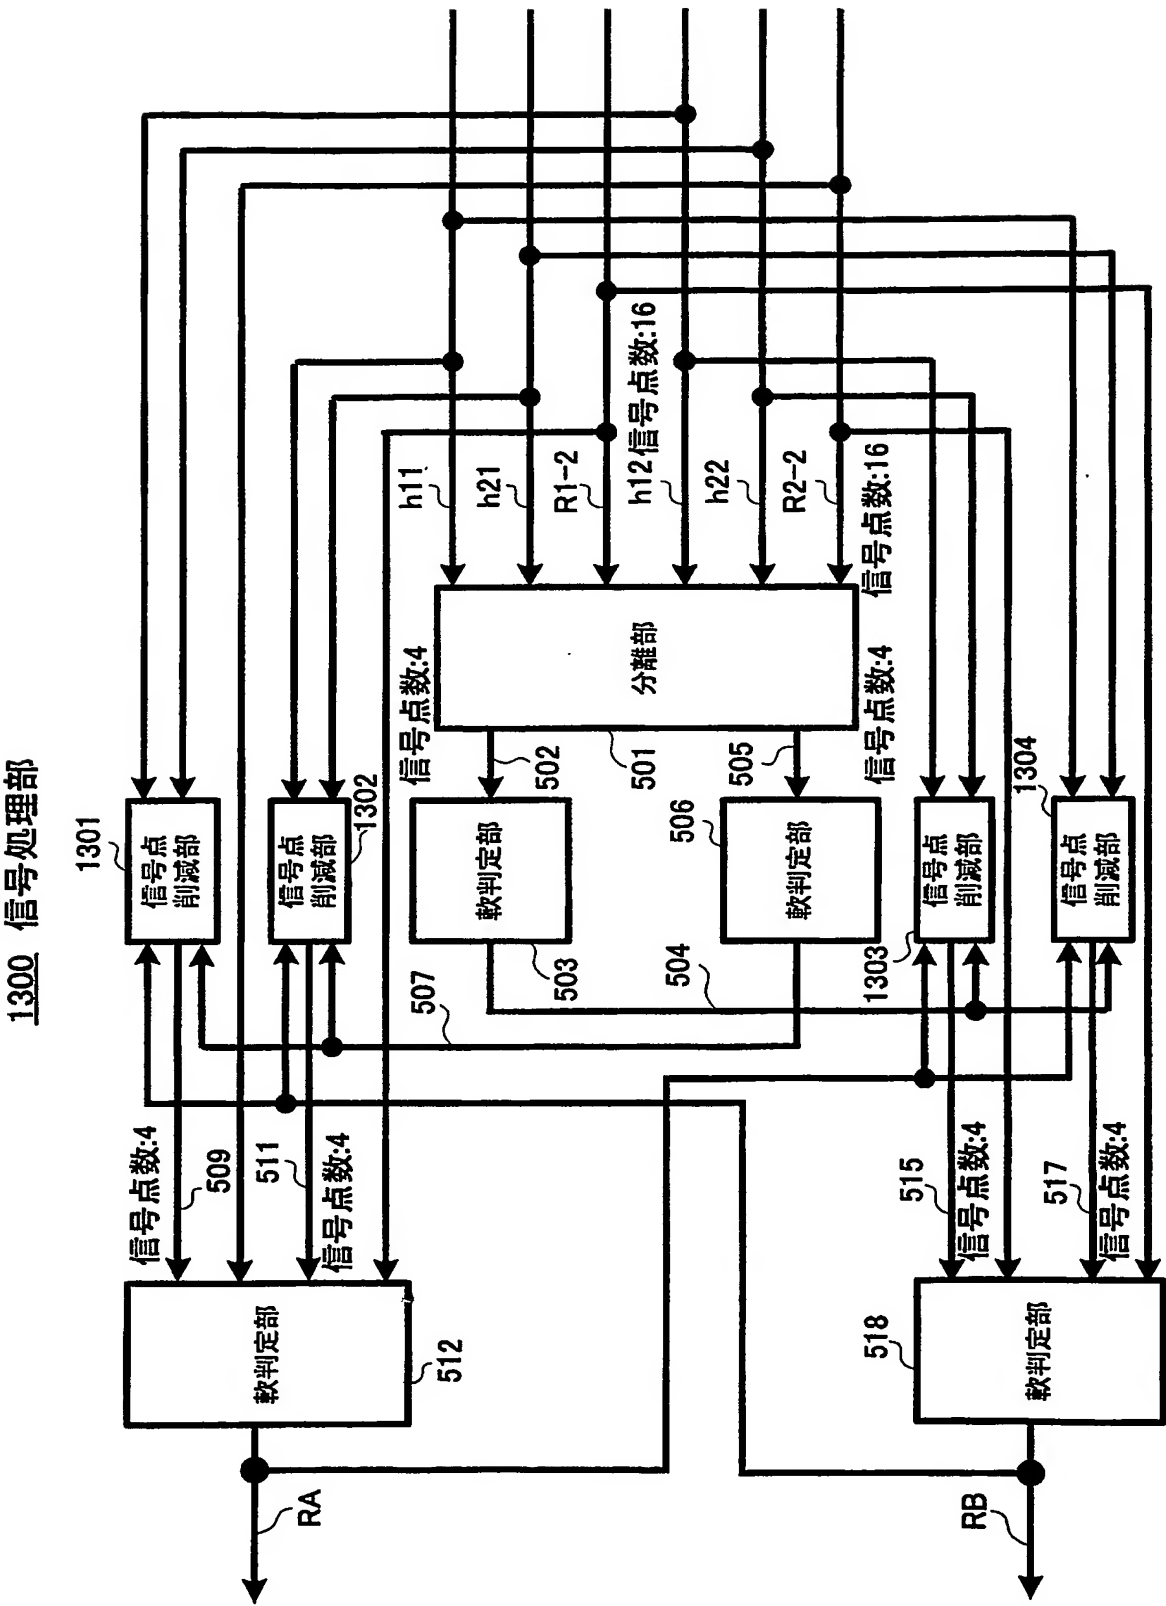 1300 信号処理部
1301
信号点
削減部
信号点数:4
509
511
信号点数:4
信号点
削減部
1302
軟判定部
512
RA
h11
h21
R1-2
h12
信号点数:16
h22
R2-2
信号点数:16
信号点数:4
分離部
501
502
505
信号点数:4
軟判定部
503
軟判定部
506
507
504
1303
信号点
削減部
1304
信号点
削減部
515
信号点数:4
517
信号点数:4
518
軟判定部
RB